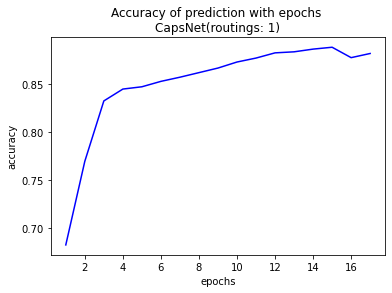 Accuracy of prediction with epochs
CapsNet(routings: 1)
accuracy
0.85
0.80
0.75
0.70
2 4 6 8 10 12 14 16
epochs